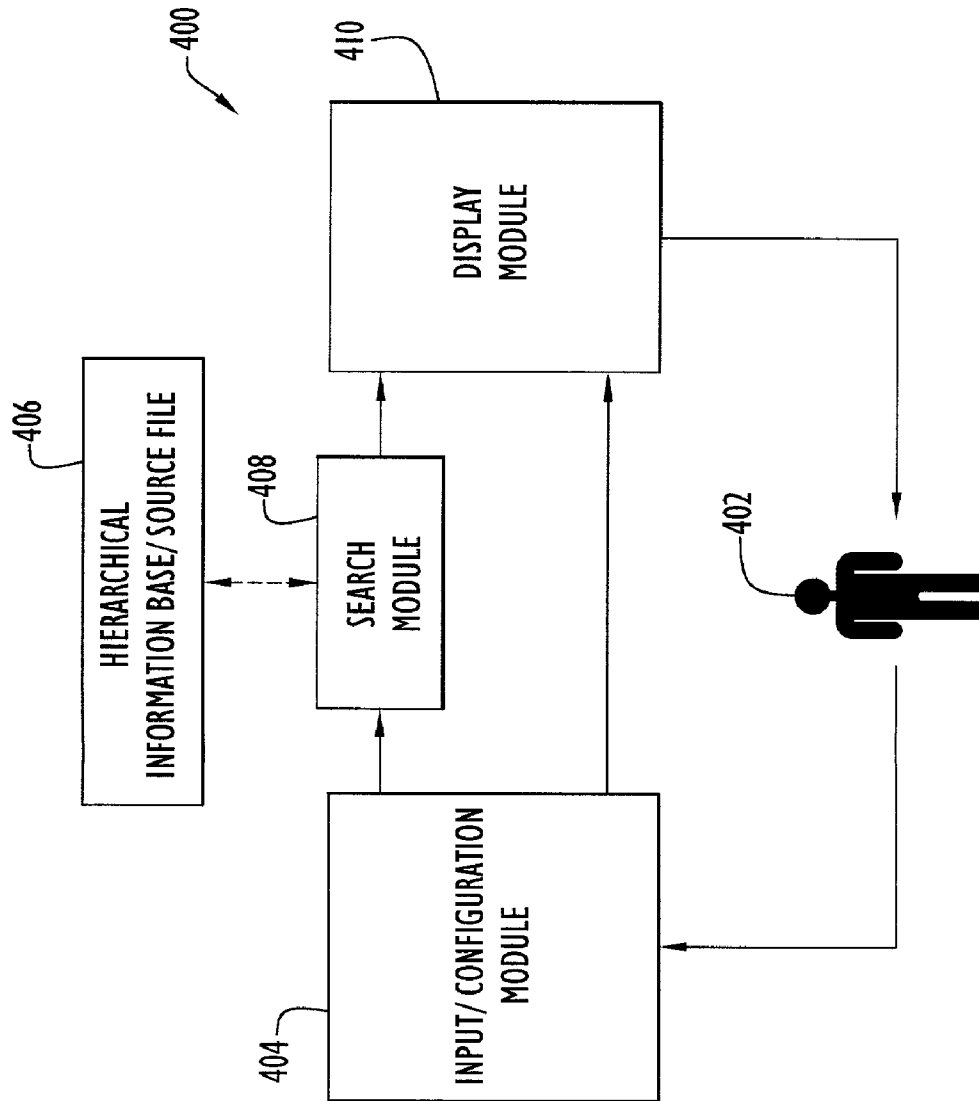 400
406
HIERARCHICAL
INFORMATION BASE/SOURCE FILE
408
SEARCH
MODULE
410
DISPLAY
MODULE
404
INPUT/CONFIGURATION
MODULE
402